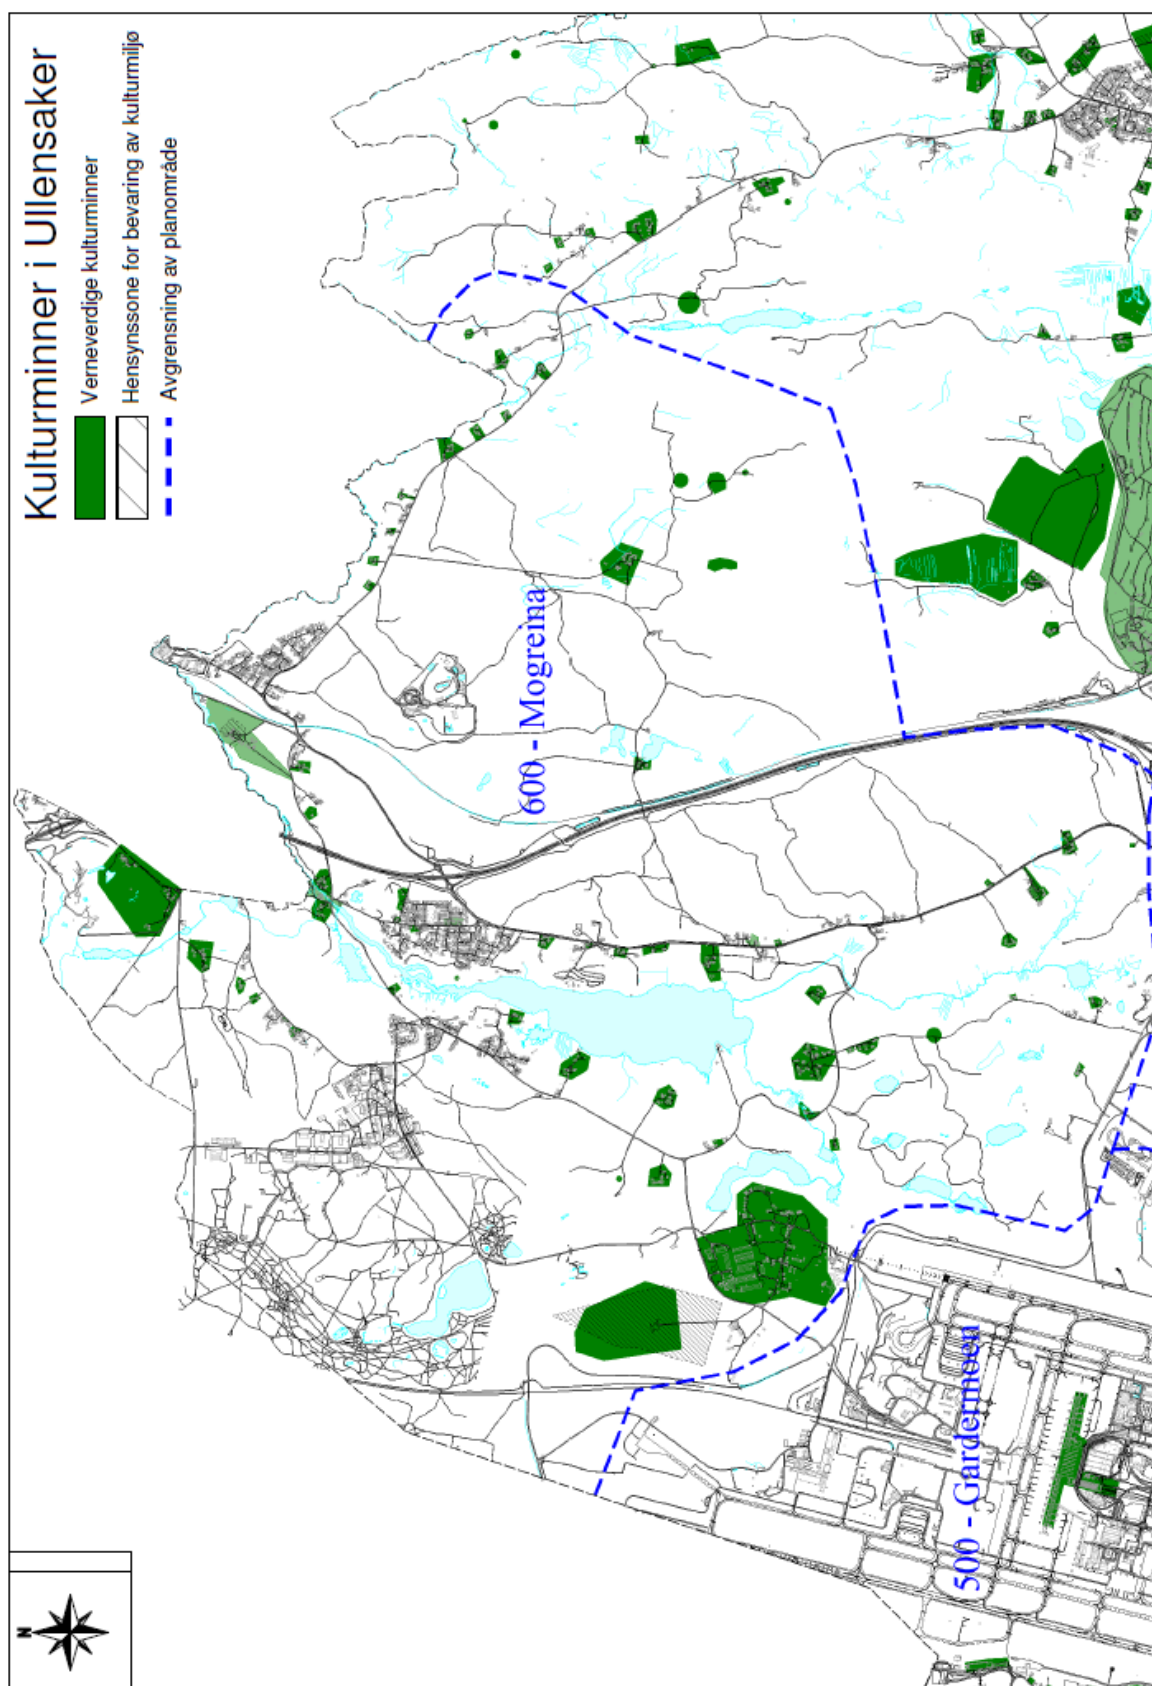 Kulturminner i Ullensaker
Verneverdige kulturminner
Hensynssone for bevaring av kulturmiljø
Avgrensning av planområde
600 - Mogreina
500 - Gardermoen
N